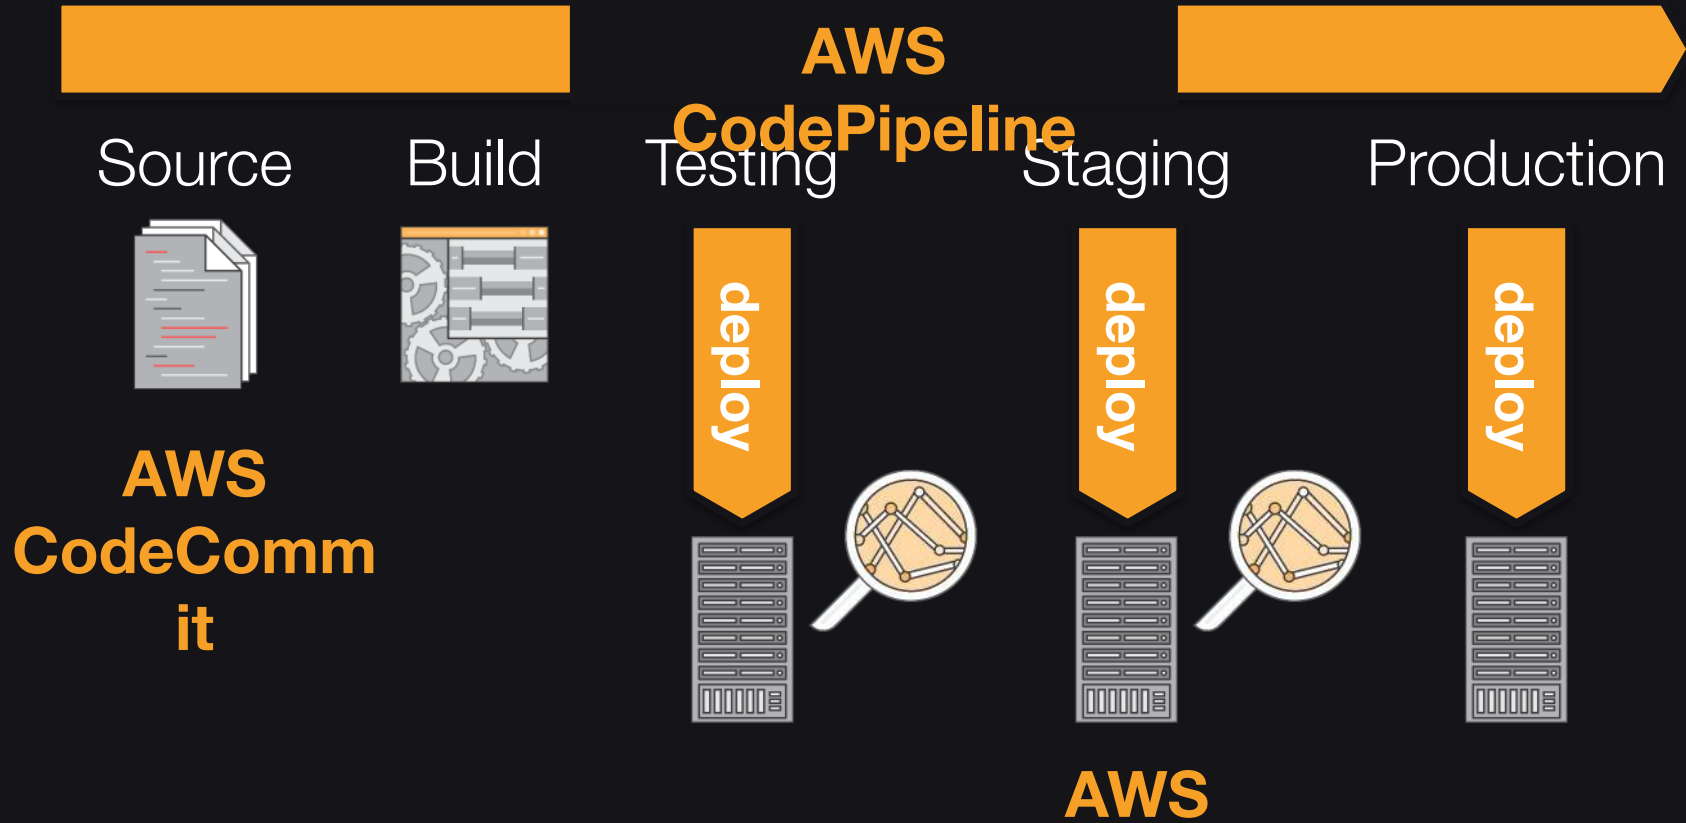 AWS
CodePipeline
Source
Build
Testing
Staging
Production
deploy
deploy
deploy
AWS
CodeComm
it
AWS